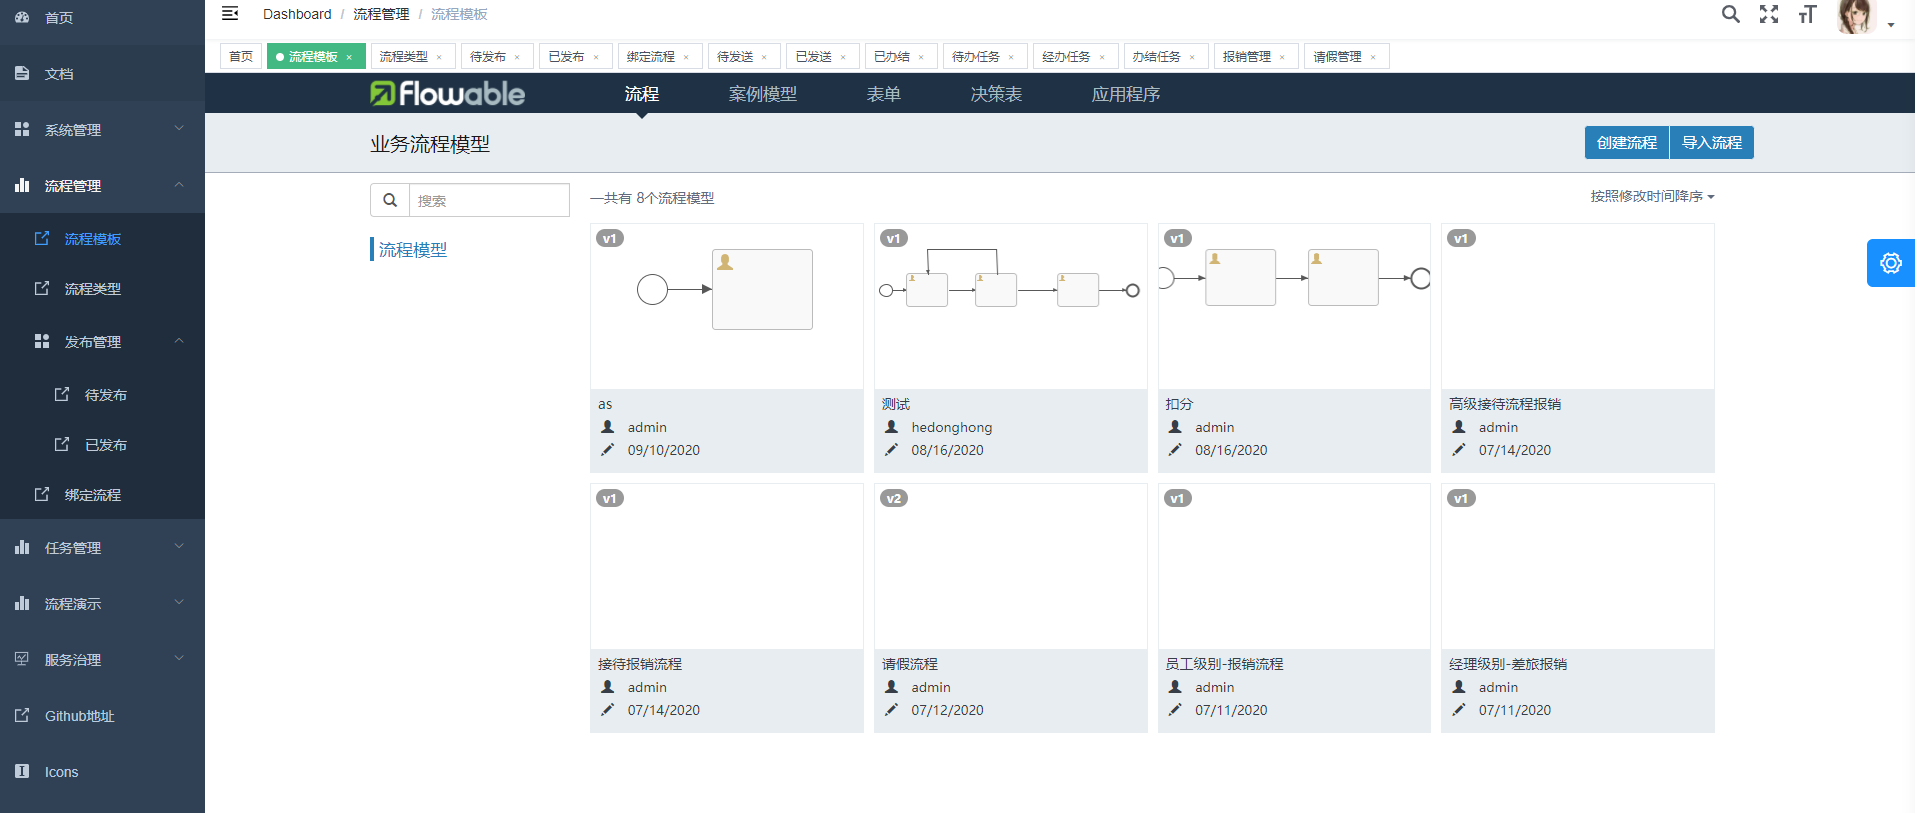 首页
文档
系统管理
流程管理
流程模板
流程类型
发布管理
待发布
已发布
绑定流程
任务管理
流程演示
服务治理
Github地址
Icons
Dashboard / 流程管理 / 流程模板
首页 流程模板 × 流程类型 × 待发布 × 已发布 × 绑定流程 × 待发送 × 已发送 × 已办结 × 待办任务 × 经办任务 × 办结任务 × 报销管理 × 请假管理 ×
flowable 流程 案例模型 表单 决策表 应用程序
业务流程模型 创建流程 导入流程
搜索
流程模型
一共有 8个流程模型 按照修改时间降序
v1
as
admin
09/10/2020
v1
测试
hedonghong
08/16/2020
v1
扣分
admin
08/16/2020
v1
高级接待流程报销
admin
07/14/2020
v1
接待报销流程
admin
07/14/2020
v2
请假流程
admin
07/12/2020
v1
员工级别-报销流程
admin
07/11/2020
v1
经理级别-差旅报销
admin
07/11/2020